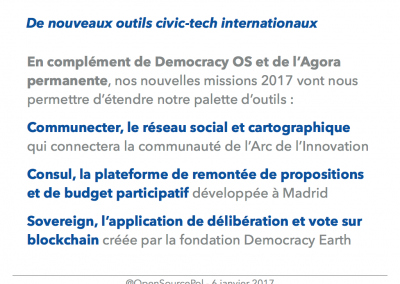 De nouveaux outils civic-tech internationaux
En complément de Democracy OS et de l’Agora
permanente, nos nouvelles missions 2017 vont nous
permettre d’étendre notre palette d’outils :
Communecter, le réseau social et cartographique
qui connectera la communauté de l’Arc de l’Innovation
Consul, la plateforme de remontée de propositions
et de budget participatif développée à Madrid
Sovereign, l’application de délibération et vote sur
blockchain créée par la fondation Democracy Earth
@OpenSourcePol 6 janvier 2017